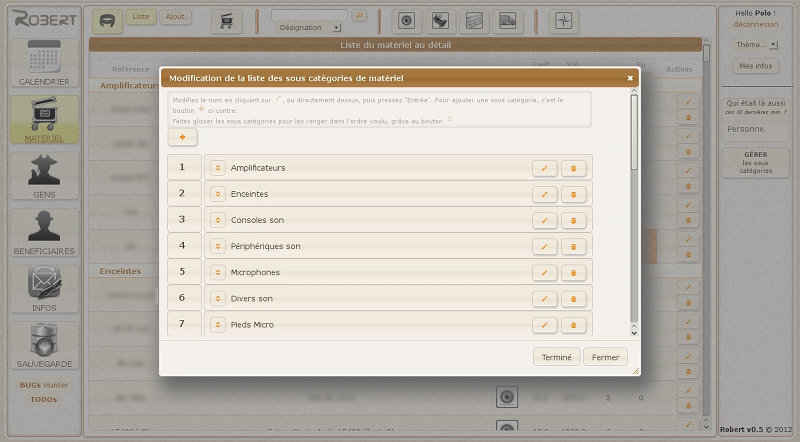 ROBERT
Liste
Ajout
Désignation
Hello Polo !
déconnexion
Thème...
Mes infos
Qui était là aussi
ces 10 dernières min. ?
Personne.
GÉRER
les sous
catégories
CALENDRIER
MATERIEL
GENS
BENEFICIAIRES
INFOS
SAUVEGARDE
BUGs Hunter
TODOs
Liste du matériel au détail
Référence
Tarif
Val.
En
Actions
Amplificateurs
Enceintes
Modification de la liste des sous catégories de matériel
Modifiez le nom en cliquant sur , ou directement dessus, puis pressez "Entrée". Pour ajouter une sous catégorie, c'est le
bouton + ci-contre.
Faites glisser les sous catégories pour les ranger dans l'ordre voulu, grâce au bouton
+
1 Amplificateurs
2 Enceintes
3 Consoles son
4 Périphériques son
5 Microphones
6 Divers son
7 Pieds Micro
Terminé
Fermer
2 0
Robert v0.5 © 2012